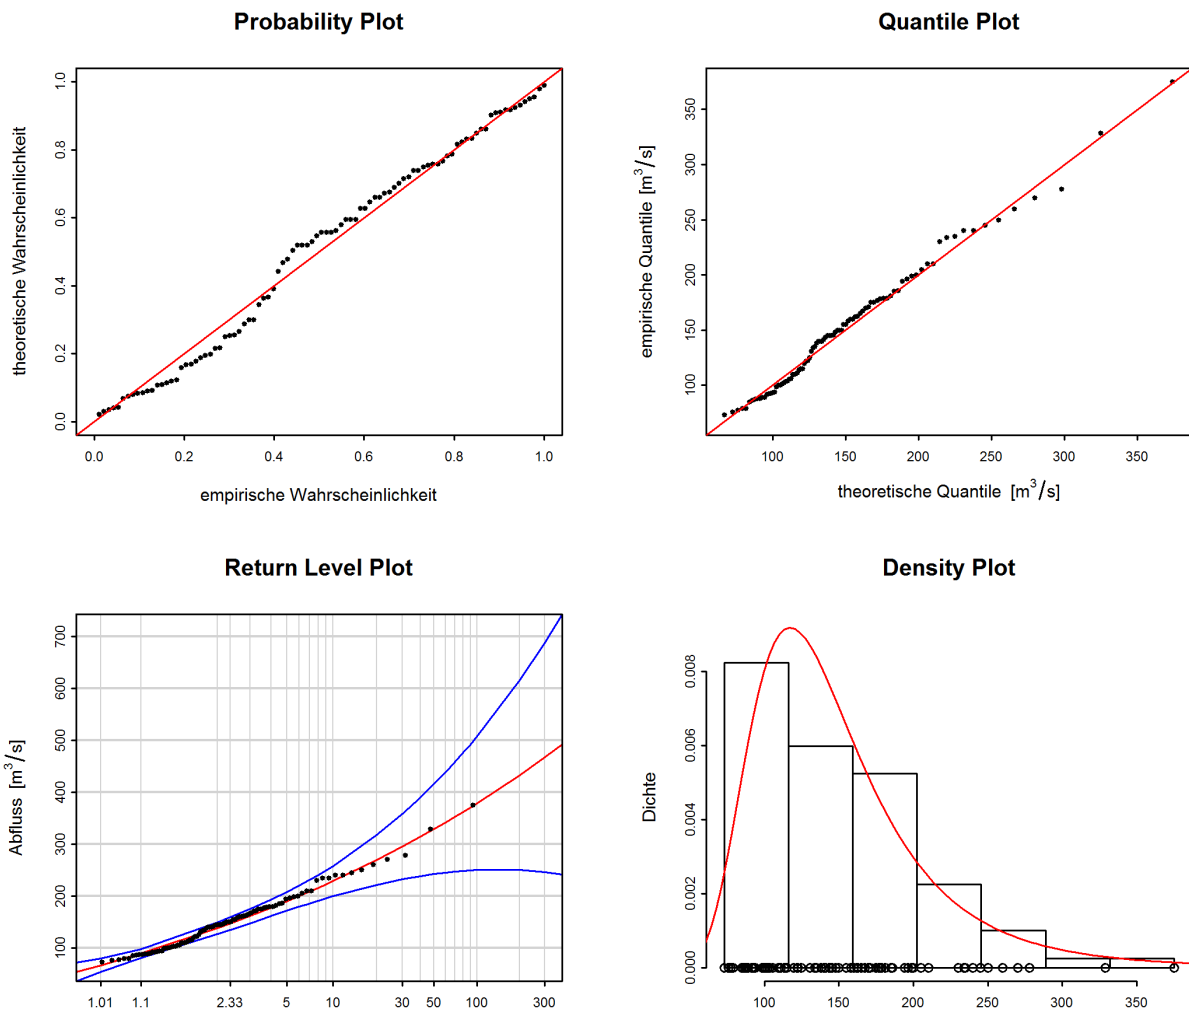 Probability Plot
theoretische Wahrscheinlichkeit
0.0 0.2 0.4 0.6 0.8 1.0
0.0 0.2 0.4 0.6 0.8 1.0
empirische Wahrscheinlichkeit
Quantile Plot
empirische Quantile [m³/s]
100 150 200 250 300 350
100 150 200 250 300 350
theoretische Quantile [m³/s]
Return Level Plot
Abfluss [m³/s]
100 200 300 400 500 600 700
1.01 1.1 2.33 5 10 30 50 100 300
Density Plot
Dichte
0.000 0.002 0.004 0.006 0.008
100 150 200 250 300 350